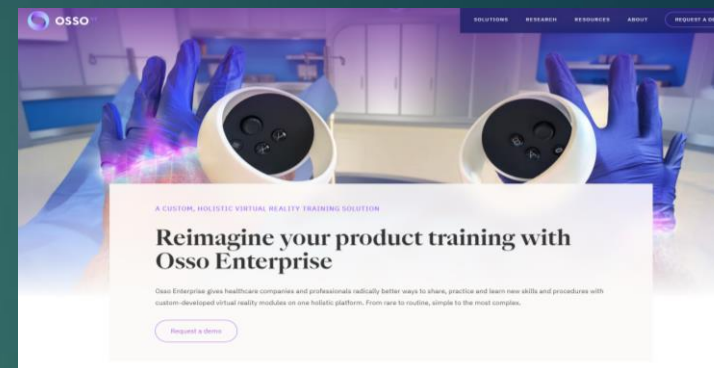 OSSO
SOLUTIONS RESEARCH RESOURCES ABOUT REQUEST A
A CUSTOM, HOLISTIC VIRTUAL REALITY TRAINING SOLUTION
Reimagine your product training with
Osso Enterprise
Osso Enterprise gives healthcare companies and professionals radically better ways to share, practice and learn new skills and procedures with
custom-developed virtual reality modules on one holistic platform. From rare to routine, simple to the most complex.
Request a demo